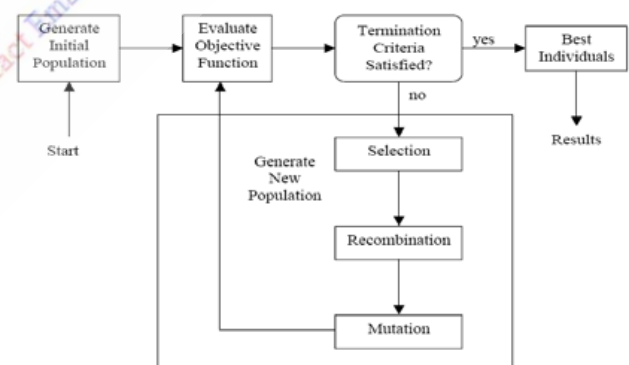 Generate
Initial
Population
Evaluate
Objective
Function
Termination
Criteria
Satisfied?
yes
Best
Individuals
no
Start
Results
Generate
New
Population
Selection
Recombination
Mutation